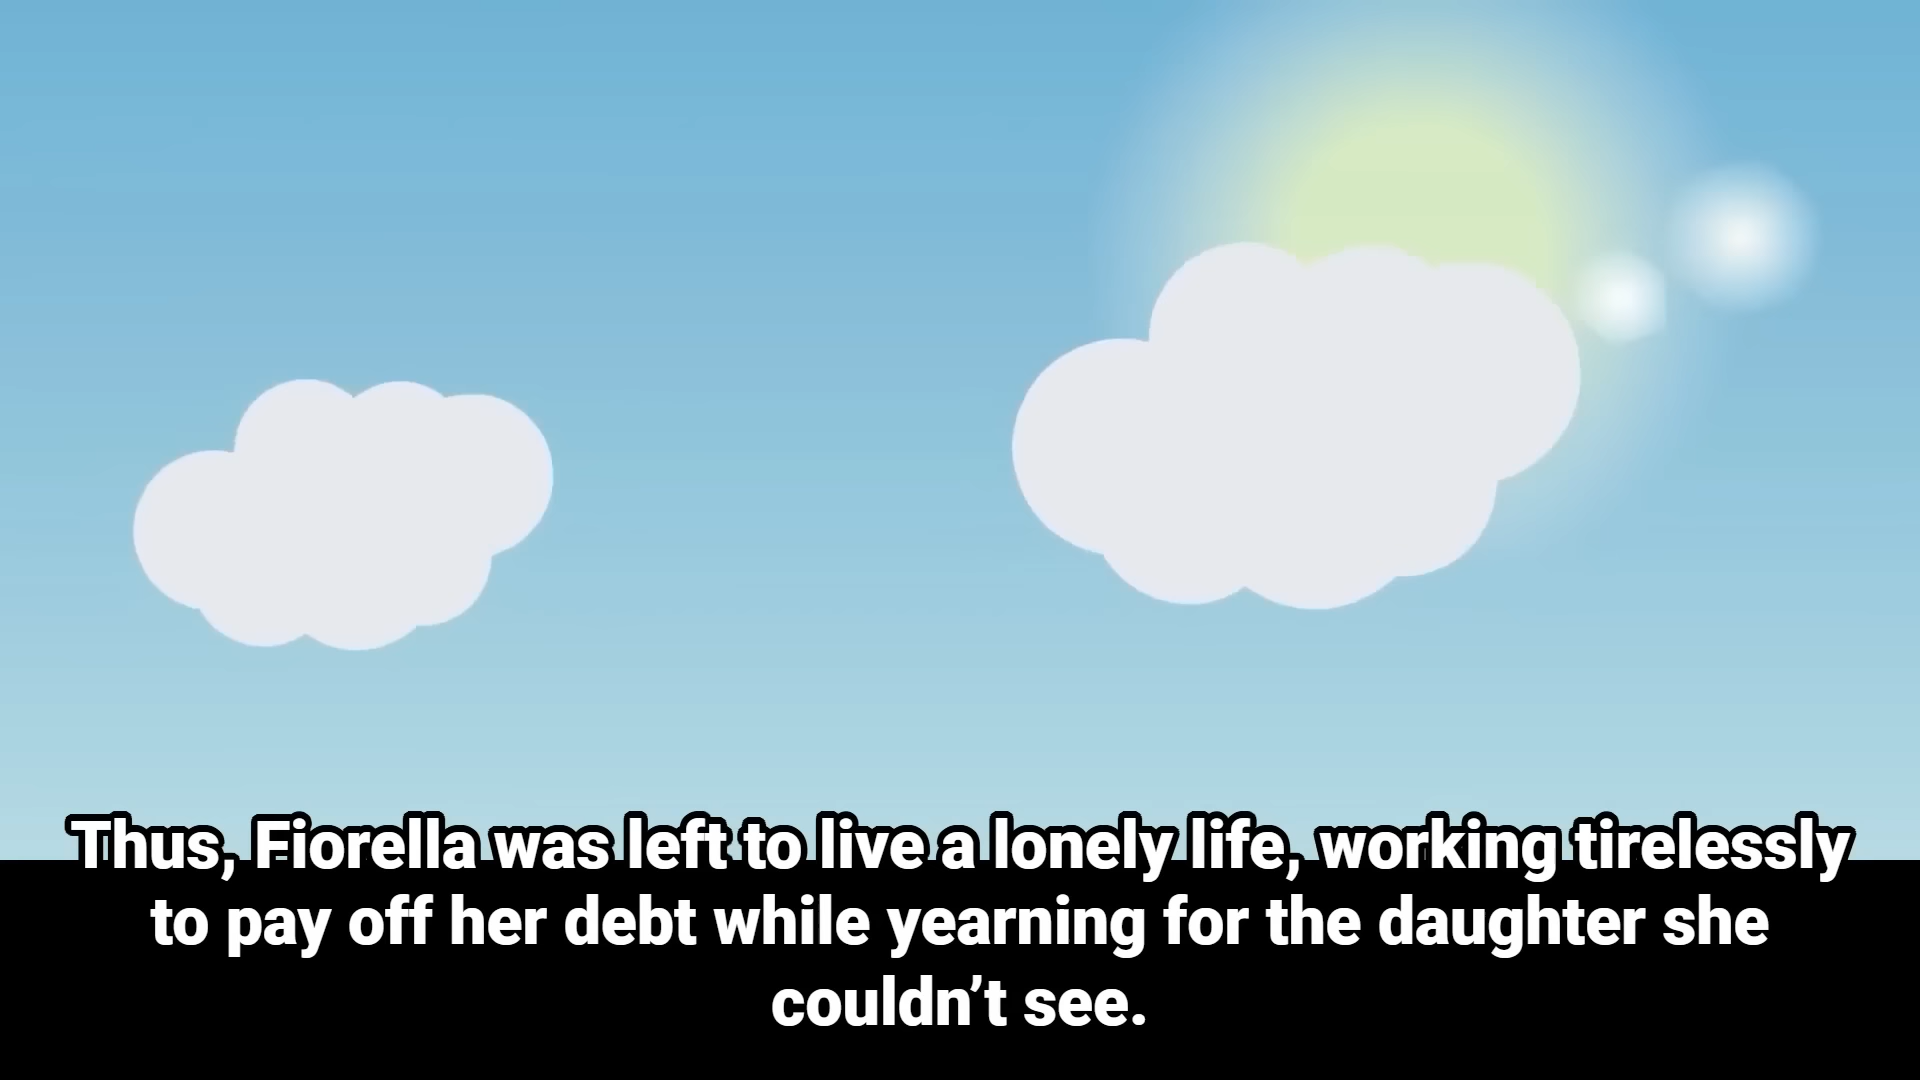 Thus, Fiorella was left to live a lonely life, working tirelessly
to pay off her debt while yearning for the daughter she
couldn’t see.